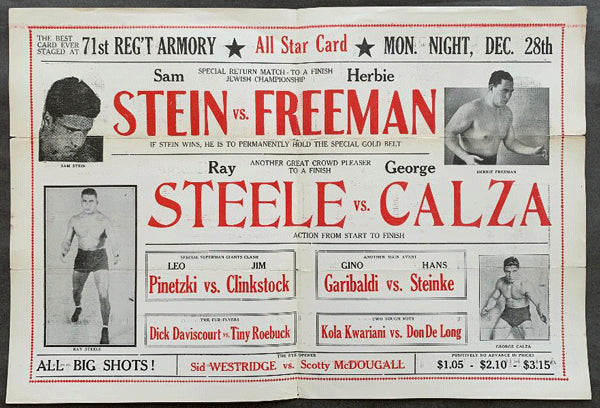 THE BEST
CARD EVER
STAGED AT
71st REG'T ARMORY ★ All Star Card ★ MON. NIGHT, DEC. 28th
Sam SPECIAL RETURN MATCH - TO A FINISH Herbie
JEWISH CHAMPIONSHIP
STEIN vs. FREEMAN
IF STEIN WINS, HE IS TO PERMANENTLY HOLD THE SPECIAL GOLD BELT
SAM STEIN
HERBIE FREEMAN
Ray ANOTHER GREAT CROWD PLEASER George
TO A FINISH
STEELE vs. CALZA
ACTION FROM START TO FINISH
RAY STEELE
SPECIAL SUPERMAN GIANTS CLASH
LEO JIM
Pinetzki vs. Clinkstock
ANOTHER MAIN EVENT
GINO HANS
Garibaldi vs. Steinke
THE FUR-FLYERS
Dick Daviscourt vs. Tiny Roebuck
TWO ROUGH NUTS
Kola Kwariani vs. Don De Long
GEORGE CALZA
ALL BIG SHOTS!
THE EYE-OPENER
Sid WESTRIDGE vs. Scotty McDOUGALL
POSITIVELY NO ADVANCE IN PRICES
$1.05 - $2.10 - $3.15